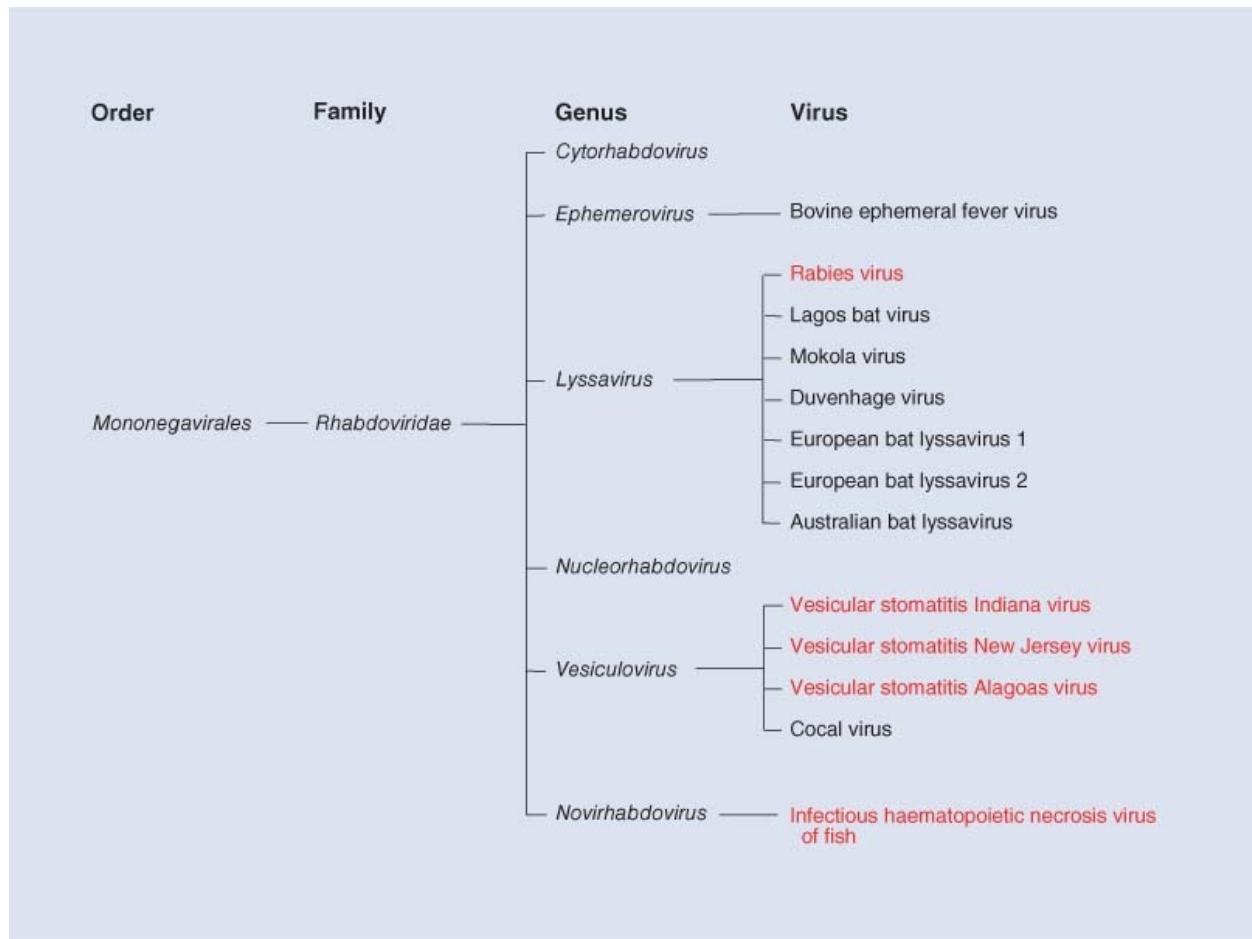 Order Family Genus Virus
Cytorhabdovirus
Ephemerovirus Bovine ephemeral fever virus
Rabies virus
Lagos bat virus
Mokola virus
Lyssavirus
Duvenhage virus
Mononegavirales Rhabdoviridae
European bat lyssavirus 1
European bat lyssavirus 2
Australian bat lyssavirus
Nucleorhabdovirus
Vesicular stomatitis Indiana virus
Vesicular stomatitis New Jersey virus
Vesiculovirus
Vesicular stomatitis Alagoas virus
Cocal virus
Novirhabdovirus Infectious haematopoietic necrosis virus
of fish